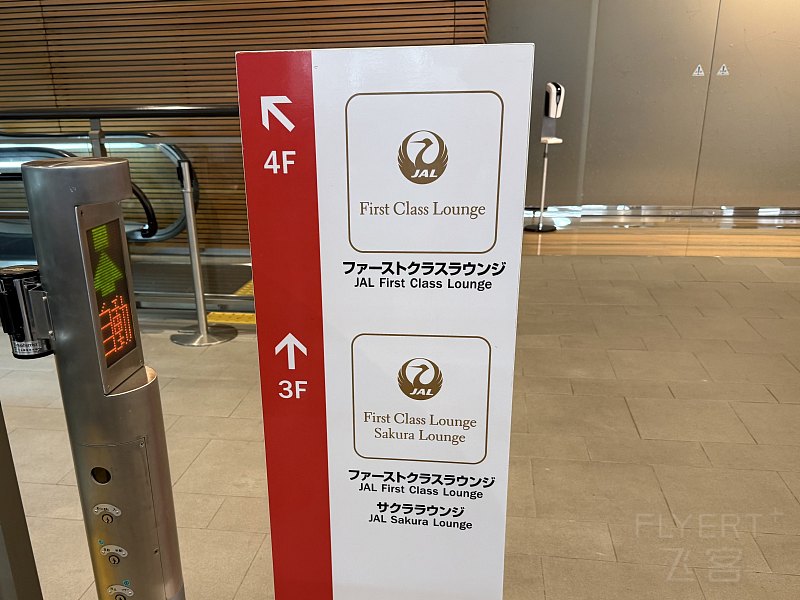 4F
JAL
First Class Lounge
ファーストクラスラウンジ
JAL First Class Lounge
3F
JAL
First Class Lounge
Sakura Lounge
ファーストクラスラウンジ
JAL First Class Lounge
サクララウンジ
JAL Sakura Lounge
FLYERT
飞客